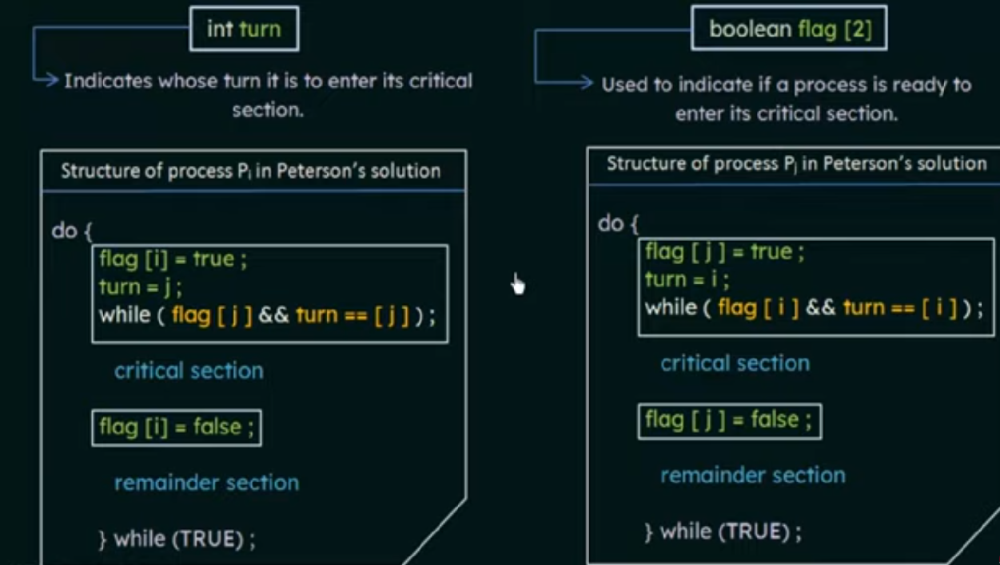 int turn
Indicates whose turn it is to enter its critical
section.
boolean flag [2]
Used to indicate if a process is ready to
enter its critical section.
Structure of process Pi in Peterson's solution
do {
flag [i] = true ;
turn = j ;
while ( flag [ j ] && turn == [ j ] ) ;
critical section
flag [i] = false ;
remainder section
} while (TRUE) ;
Structure of process Pj in Peterson's solution
do {
flag [ j ] = true ;
turn = i ;
while ( flag [ i ] && turn == [ i ] ) ;
critical section
flag [ j ] = false ;
remainder section
} while (TRUE) ;